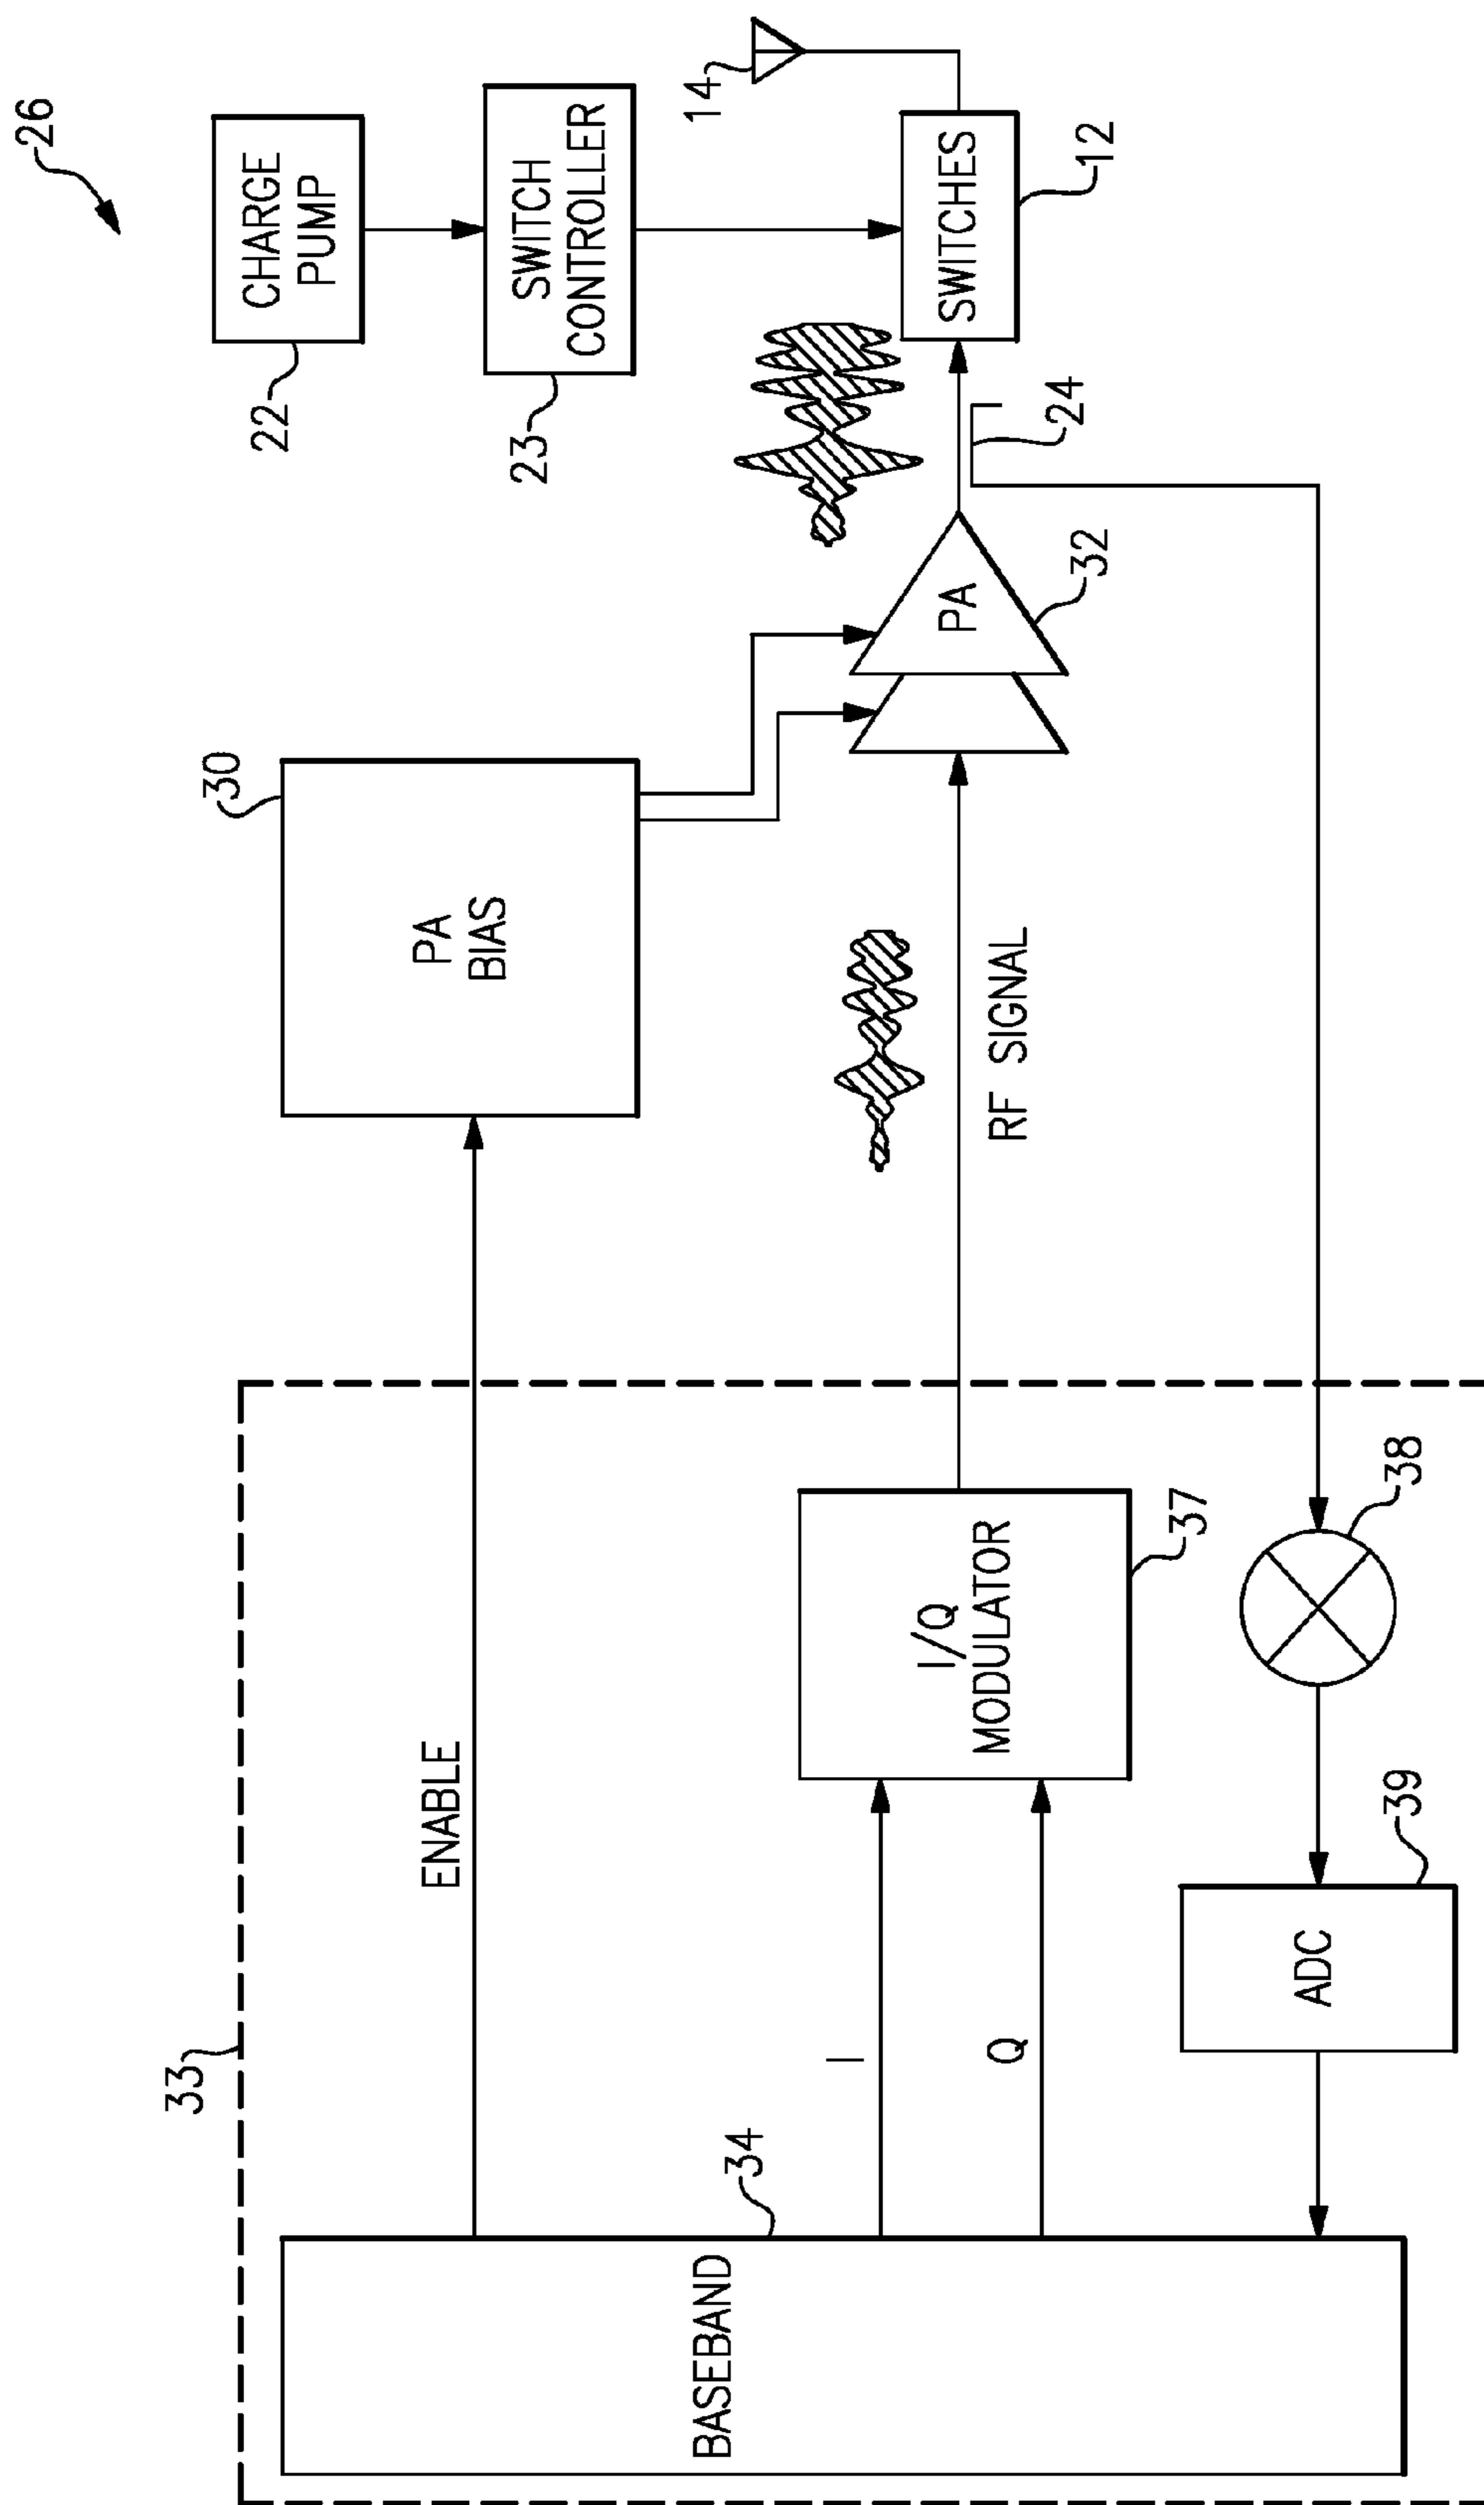 26
CHARGE
PUMP
22
SWITCH
CONTROLLER
23
14
SWITCHES
12
24
PA
32
30
PA
BIAS
RF SIGNAL
33
ENABLE
I/Q
MODULATOR
37
38
I
Q
ADC
39
34
BASEBAND